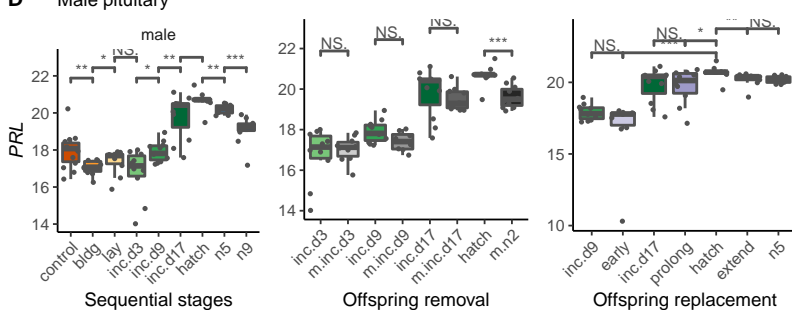 D Male pituitary
male
** * NS. * ** ** ***
PRL
22
20
18
16
14
control bldg lay inc.d3 inc.d9 inc.d17 hatch n5 n9
Sequential stages
NS. NS. NS. ***
22
20
18
16
14
inc.d3 m.inc.d3 inc.d9 m.inc.d9 inc.d17 m.inc.d17 hatch m.n2
Offspring removal
NS. NS. *** * ** NS.
20
15
10
inc.d9 early inc.d17 prolong hatch extend n5
Offspring replacement